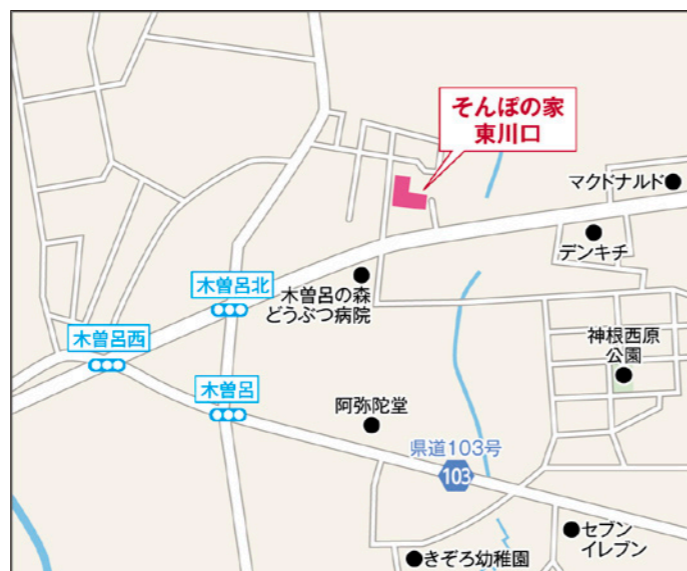 そんぽの家
東川口
マクドナルド
デンキチ
木曽呂北
木曽呂の森
どうぶつ病院
木曽呂西
神根西原
公園
木曽呂
阿弥陀堂
県道103号
103
セブン
イレブン
きぞろ幼稚園